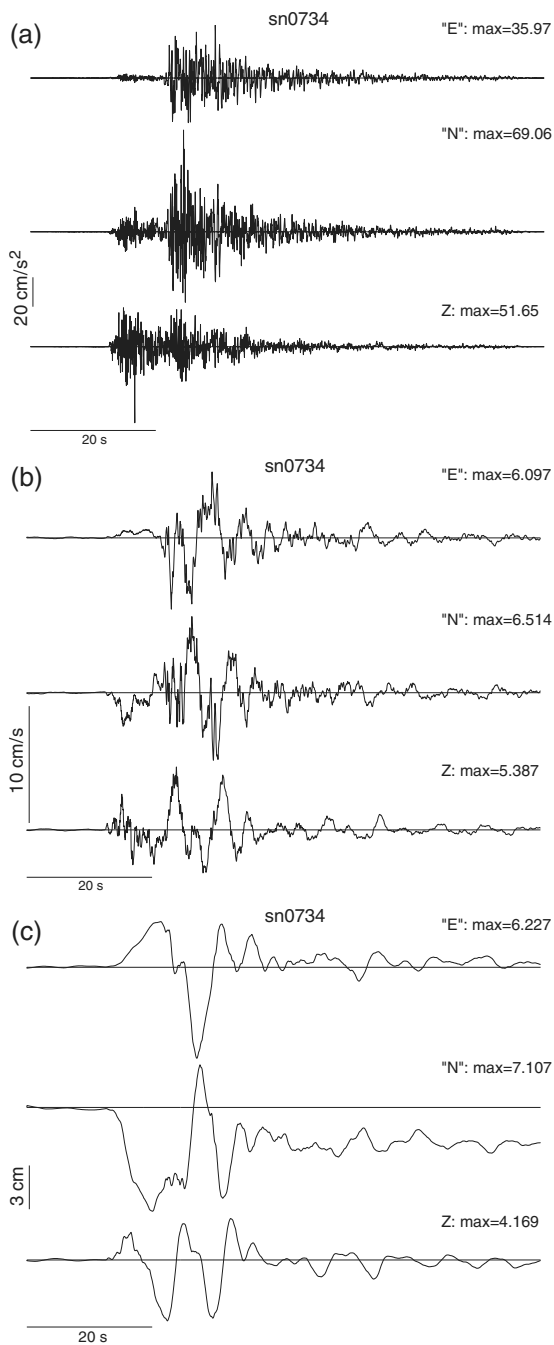 (a)
sn0734
"E": max=35.97
"N": max=69.06
20 cm/s²
Z: max=51.65
20 s
(b)
sn0734
"E": max=6.097
"N": max=6.514
10 cm/s
Z: max=5.387
20 s
(c)
sn0734
"E": max=6.227
"N": max=7.107
3 cm
Z: max=4.169
20 s